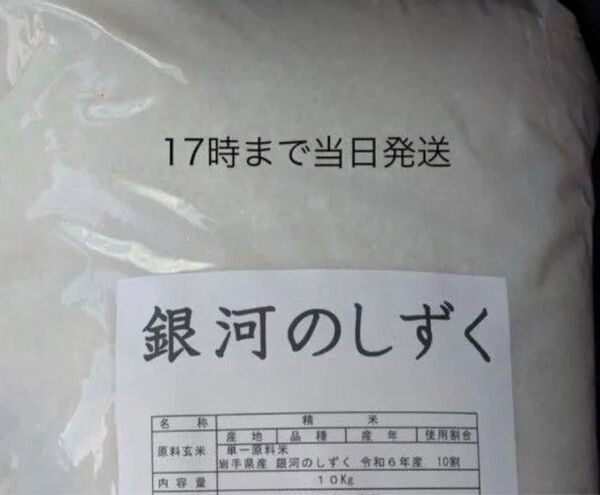 17時まで当日発送
銀河のしずく
名 称 精 米
産 地 品 種 産 年 使用割合
原料玄米 単一原料米
岩手県産 銀河のしずく 令和6年産 10割
内 容 量 10Kg